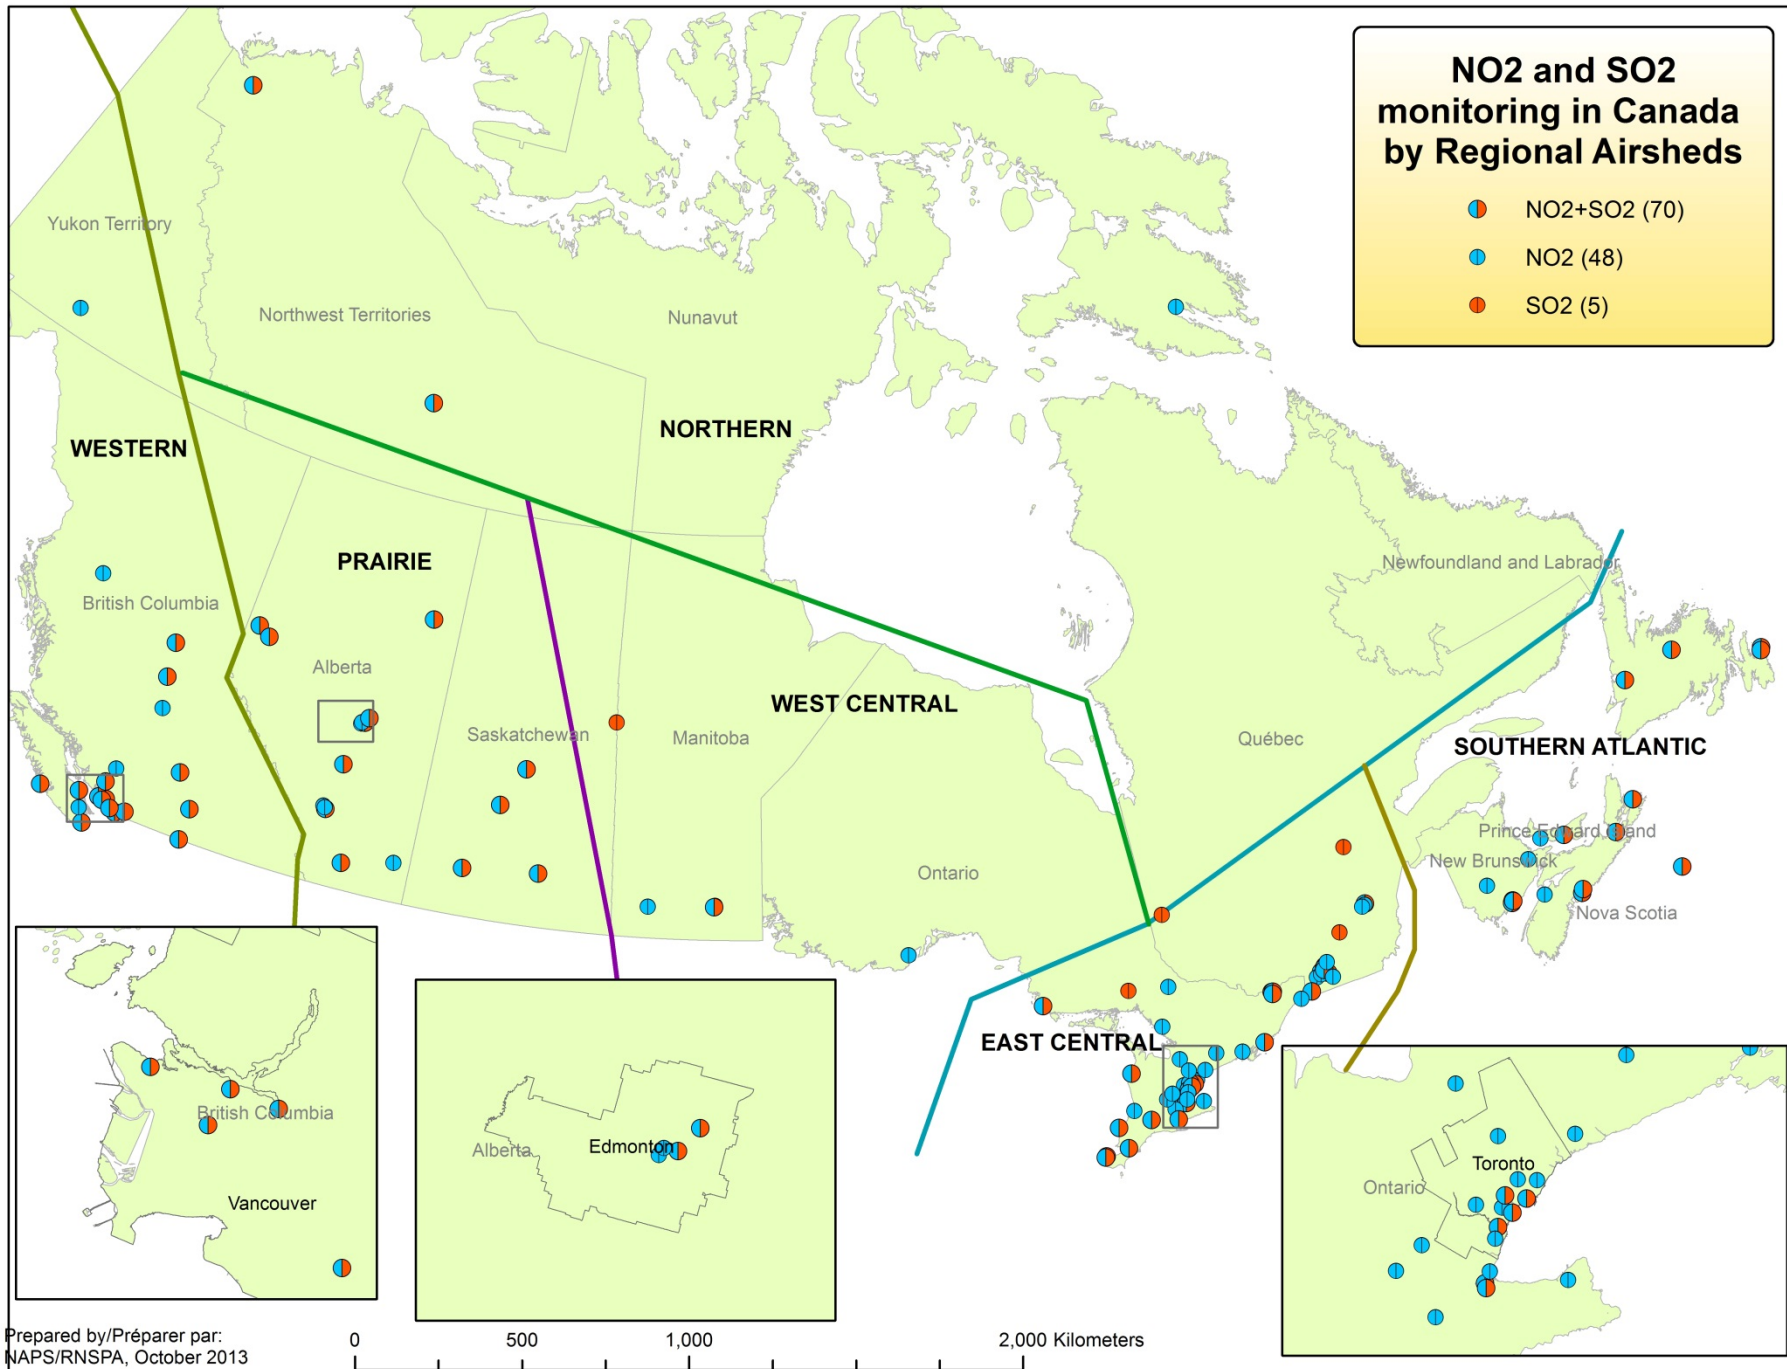 NO2 and SO2
monitoring in Canada
by Regional Airsheds
NO2+SO2 (70)
NO2 (48)
SO2 (5)
Yukon Territory
Northwest Territories
Nunavut
NORTHERN
WESTERN
PRAIRIE
British Columbia
Alberta
Saskatchewan
WEST CENTRAL
Manitoba
Ontario
Québec
Newfoundland and Labrador
SOUTHERN ATLANTIC
Prince Edward Island
New Brunswick
Nova Scotia
EAST CENTRAL
British Columbia
Vancouver
Alberta
Edmonton
Toronto
Ontario
Prepared by/Préparer par:
NAPS/RNSPA, October 2013
0 500 1,000 2,000 Kilometers